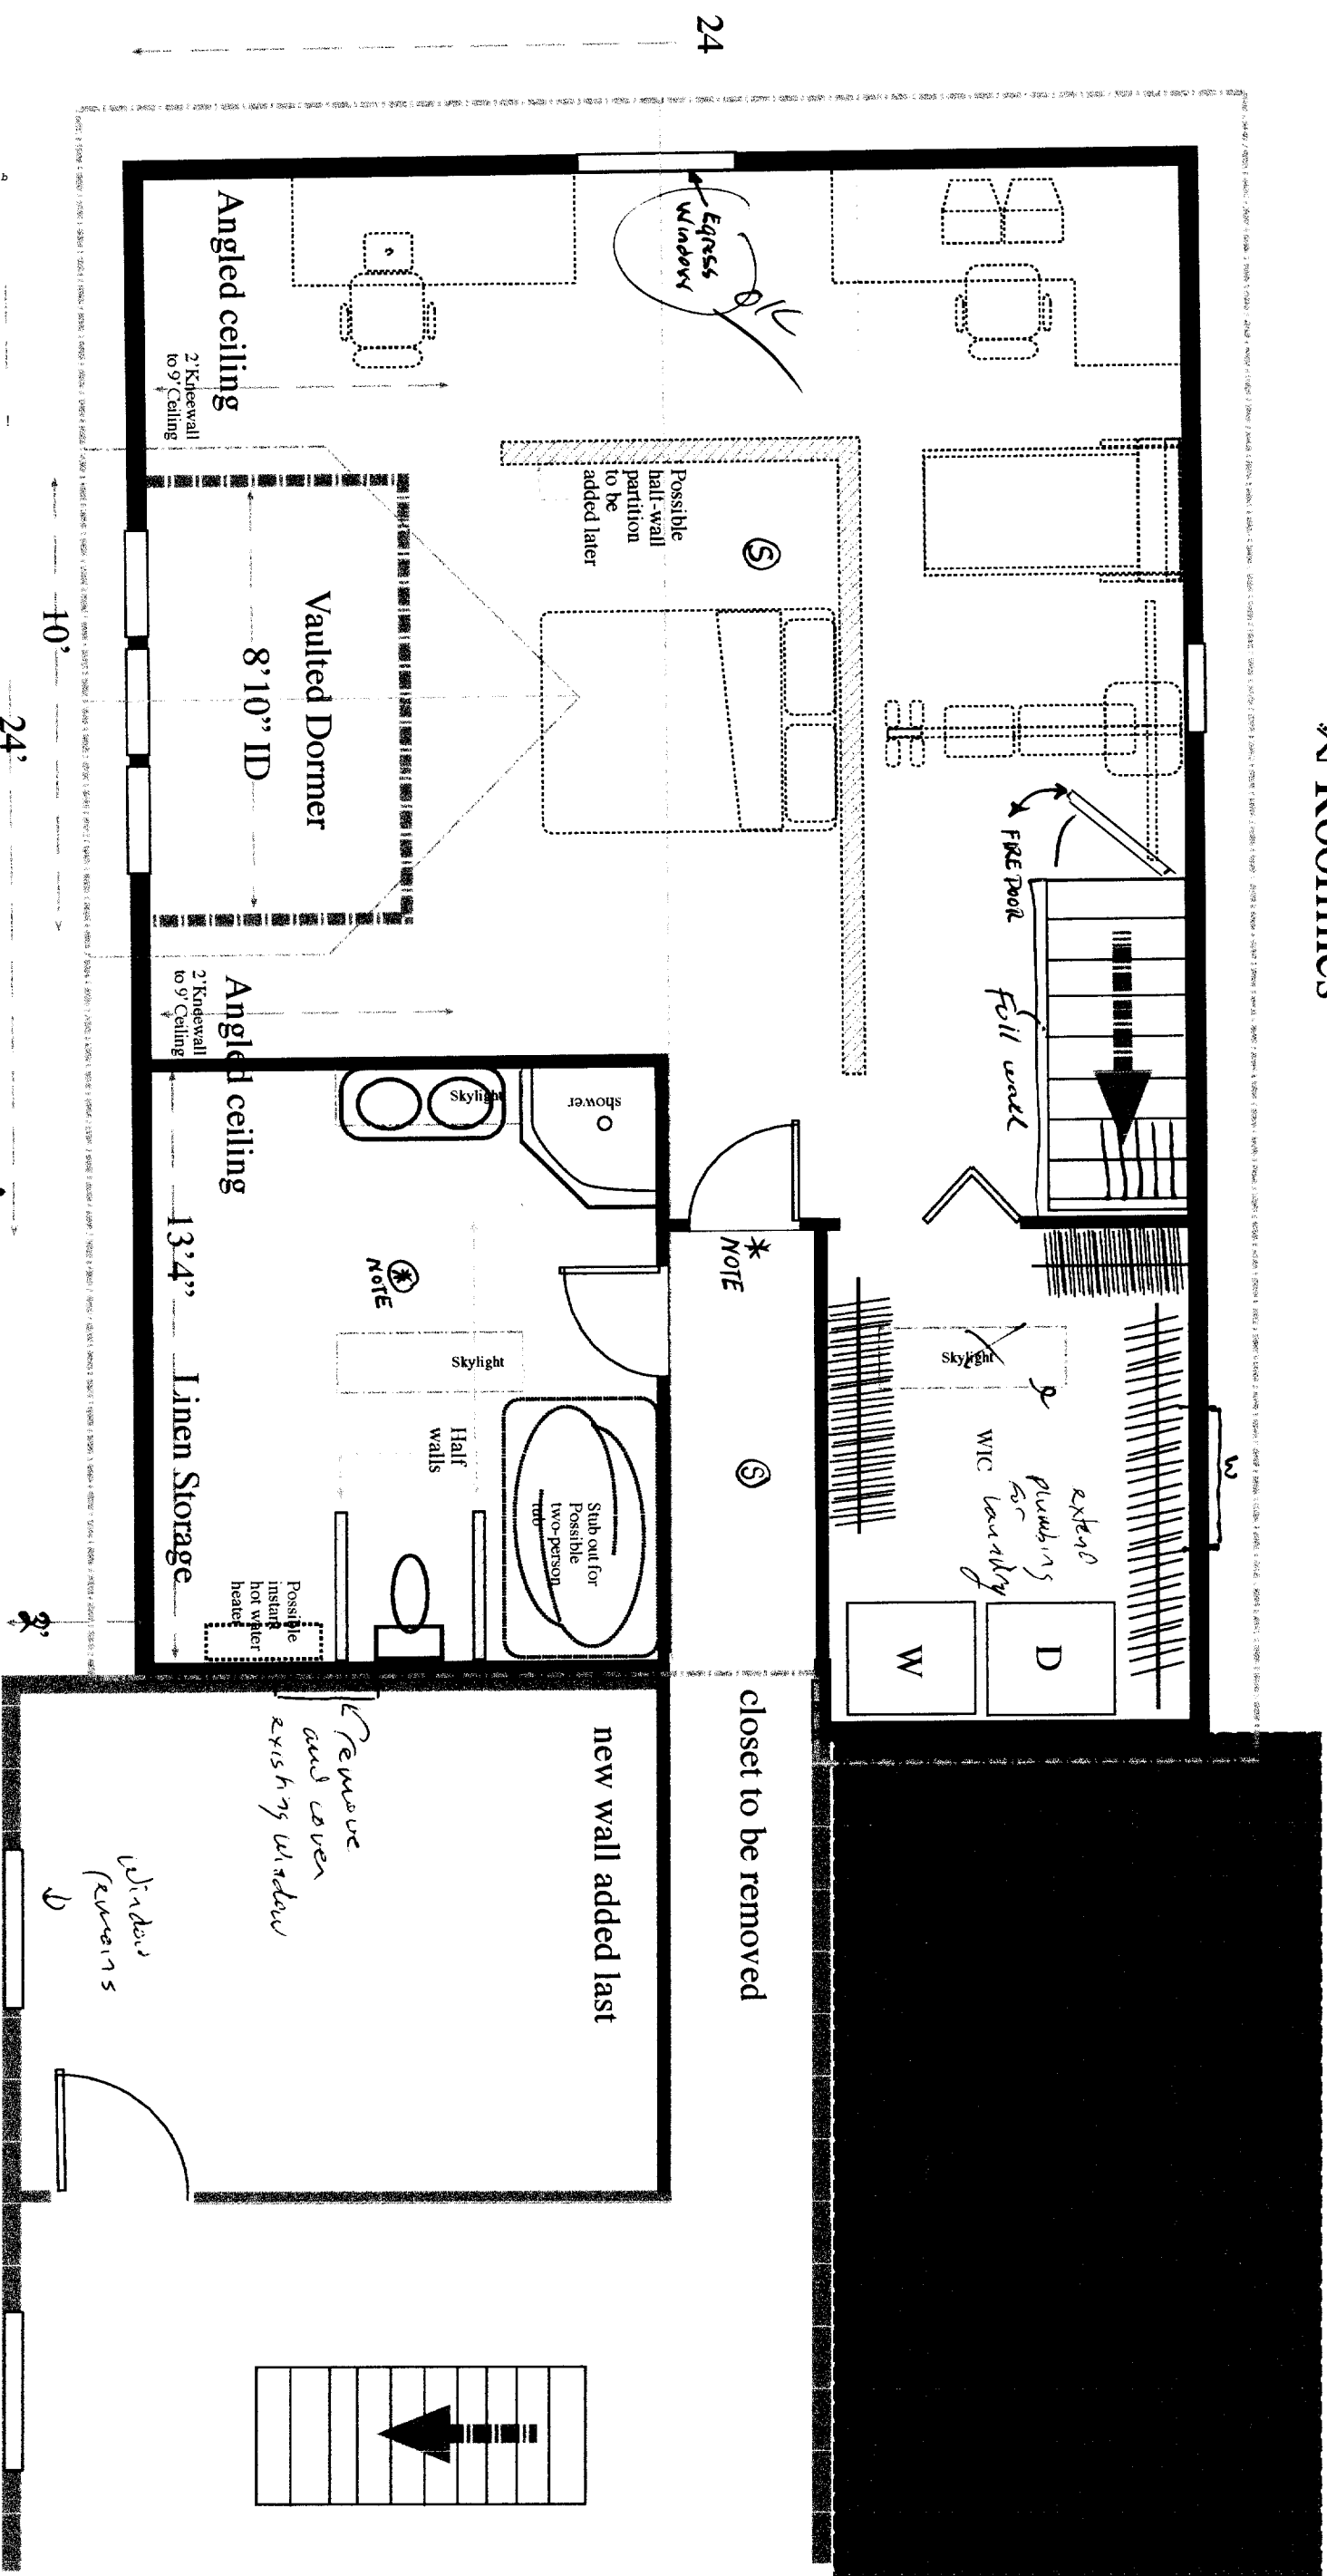 24
Egress
Window
O/C
Angled ceiling
2'Kneewall
to 9' Ceiling
Possible
half-wall
partition
to be
added later
S
Vaulted Dormer
8'10" ID
10'
24'
FIRE DOOR
Full wall
Angled ceiling
2'Kneewall
to 9' Ceiling
Skylight
shower
13'4"
Linen Storage
*
NOTE
*
NOTE
Skylight
Half
walls
Stub out for
Possible
two-person
tub
Possible
instant
hot water
heater
S
Skylight
WIC
extend
plumbing
for
laundry
W
D
W
2'
closet to be removed
new wall added last
remove
and cover
existing window
Window
remains